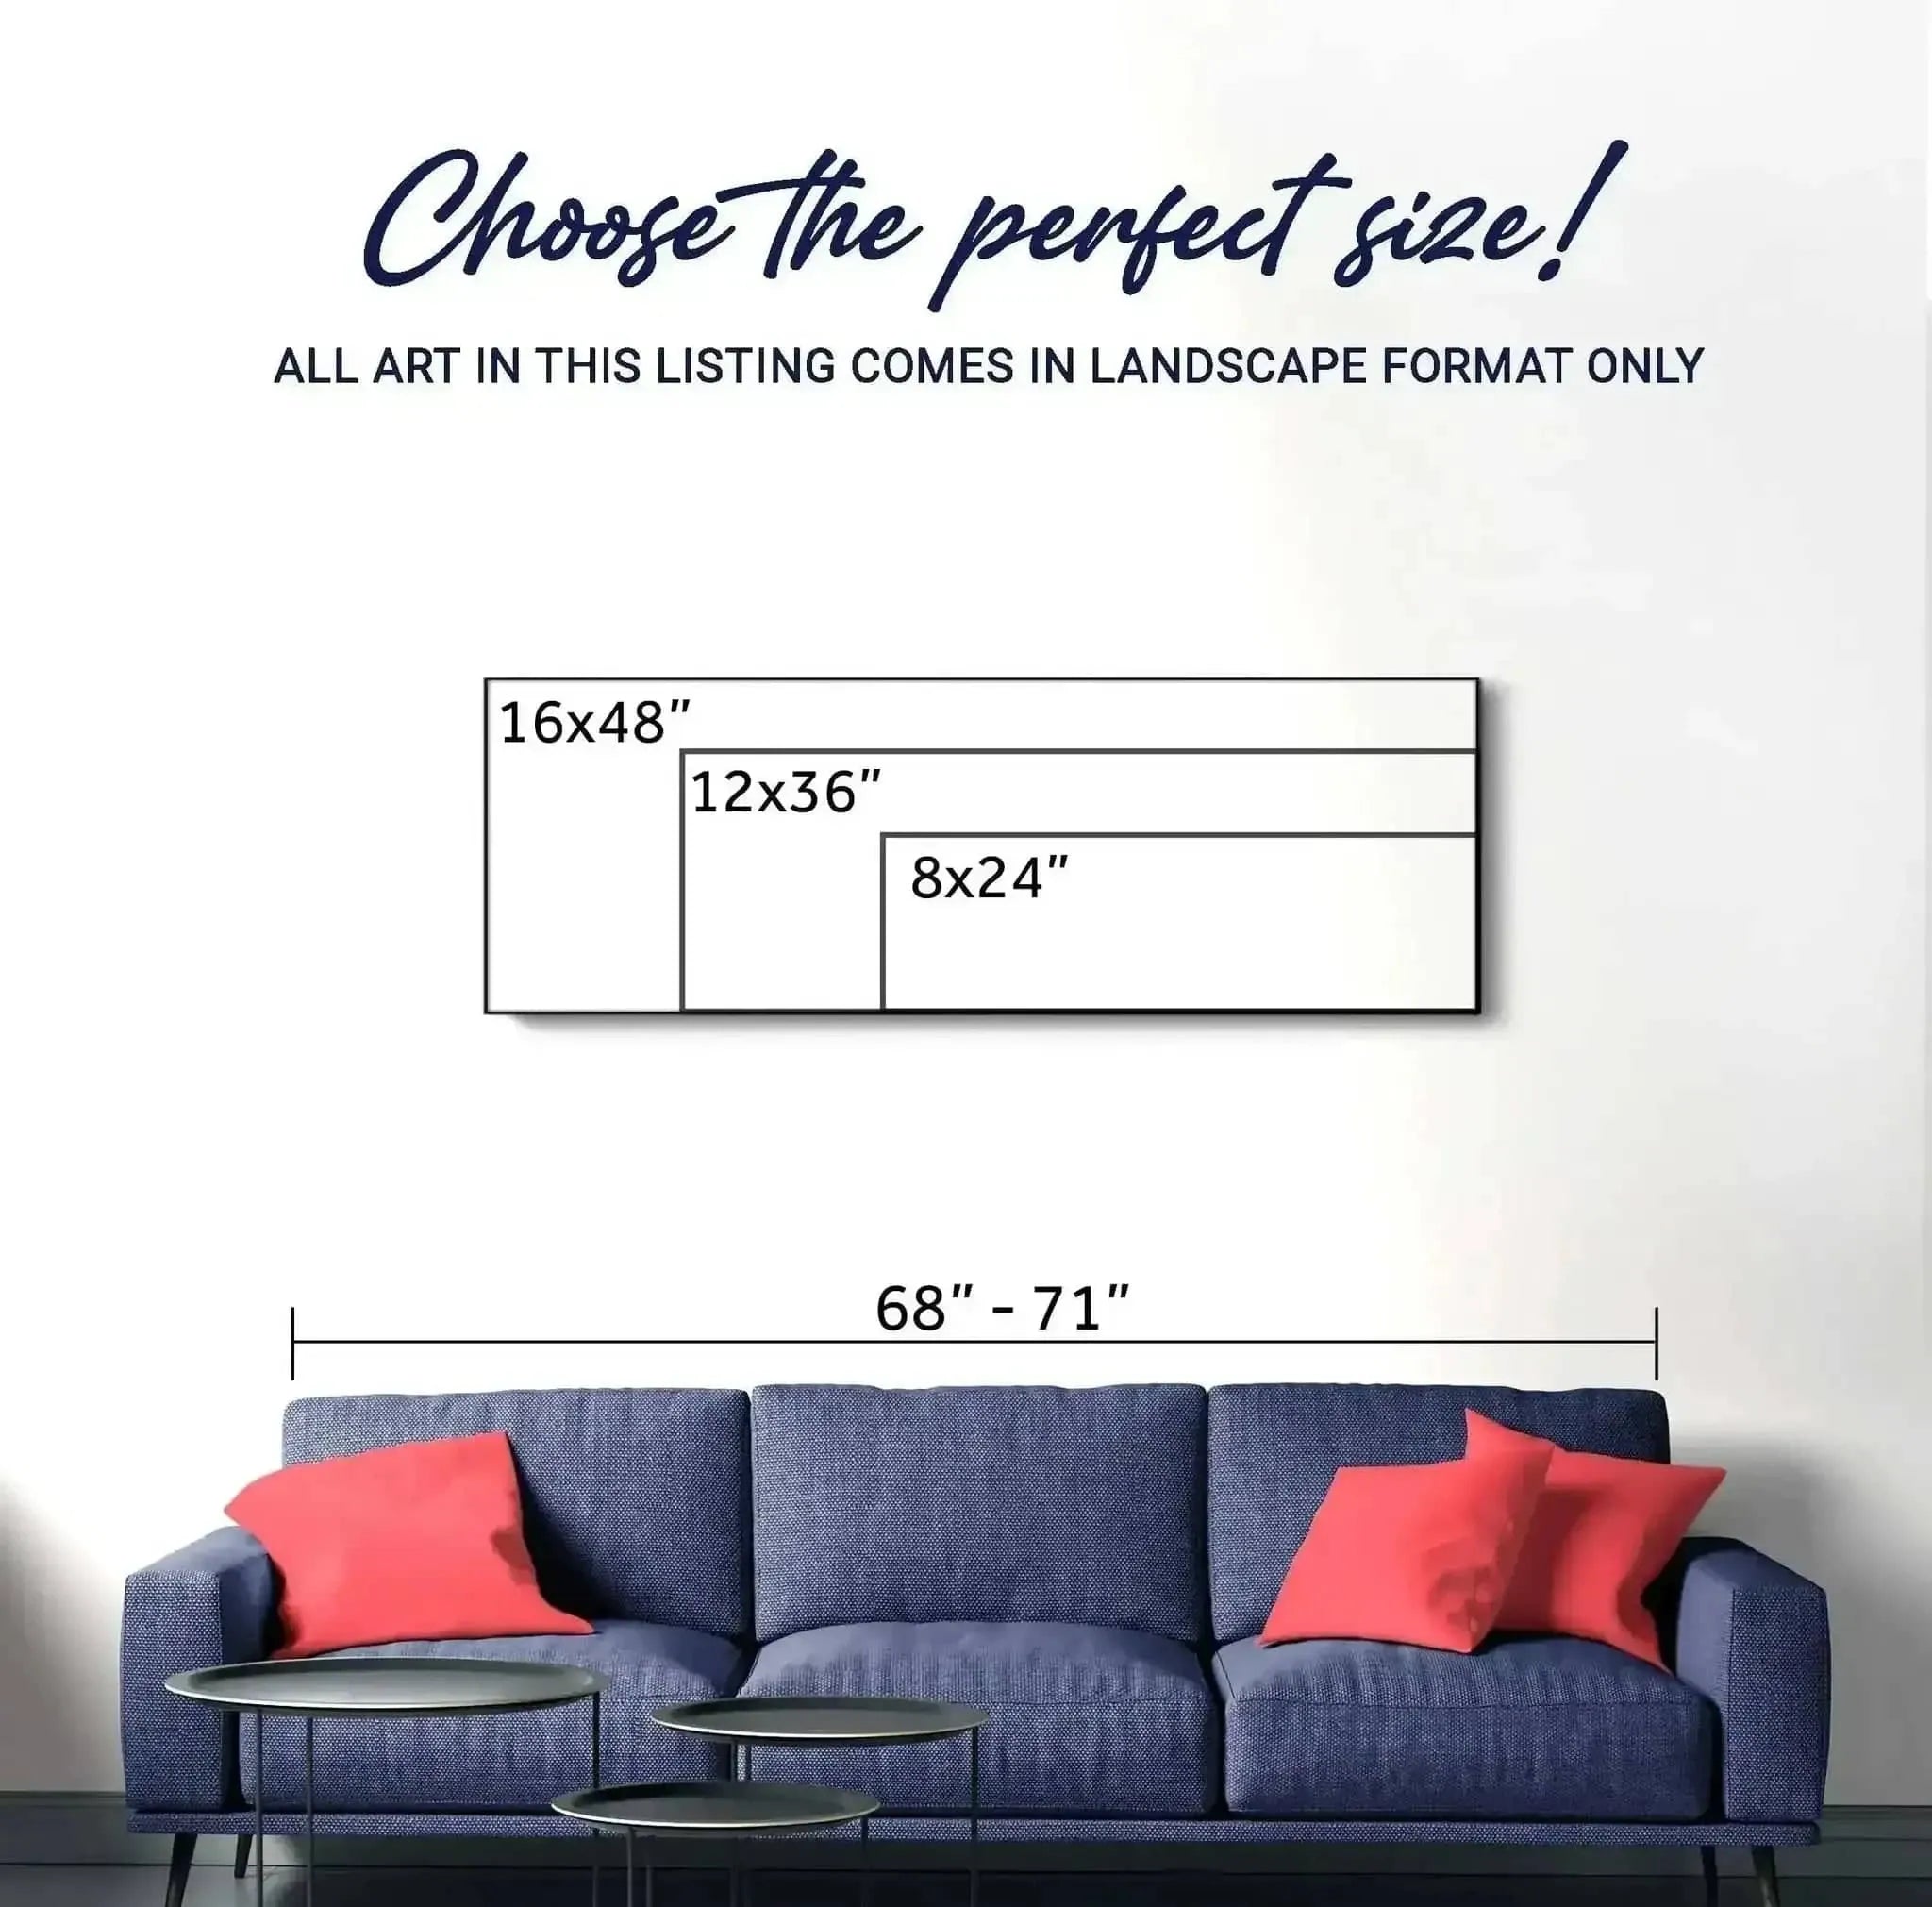 Choose the perfect size!
ALL ART IN THIS LISTING COMES IN LANDSCAPE FORMAT ONLY
16x48”
12x36”
8x24”
68” - 71”